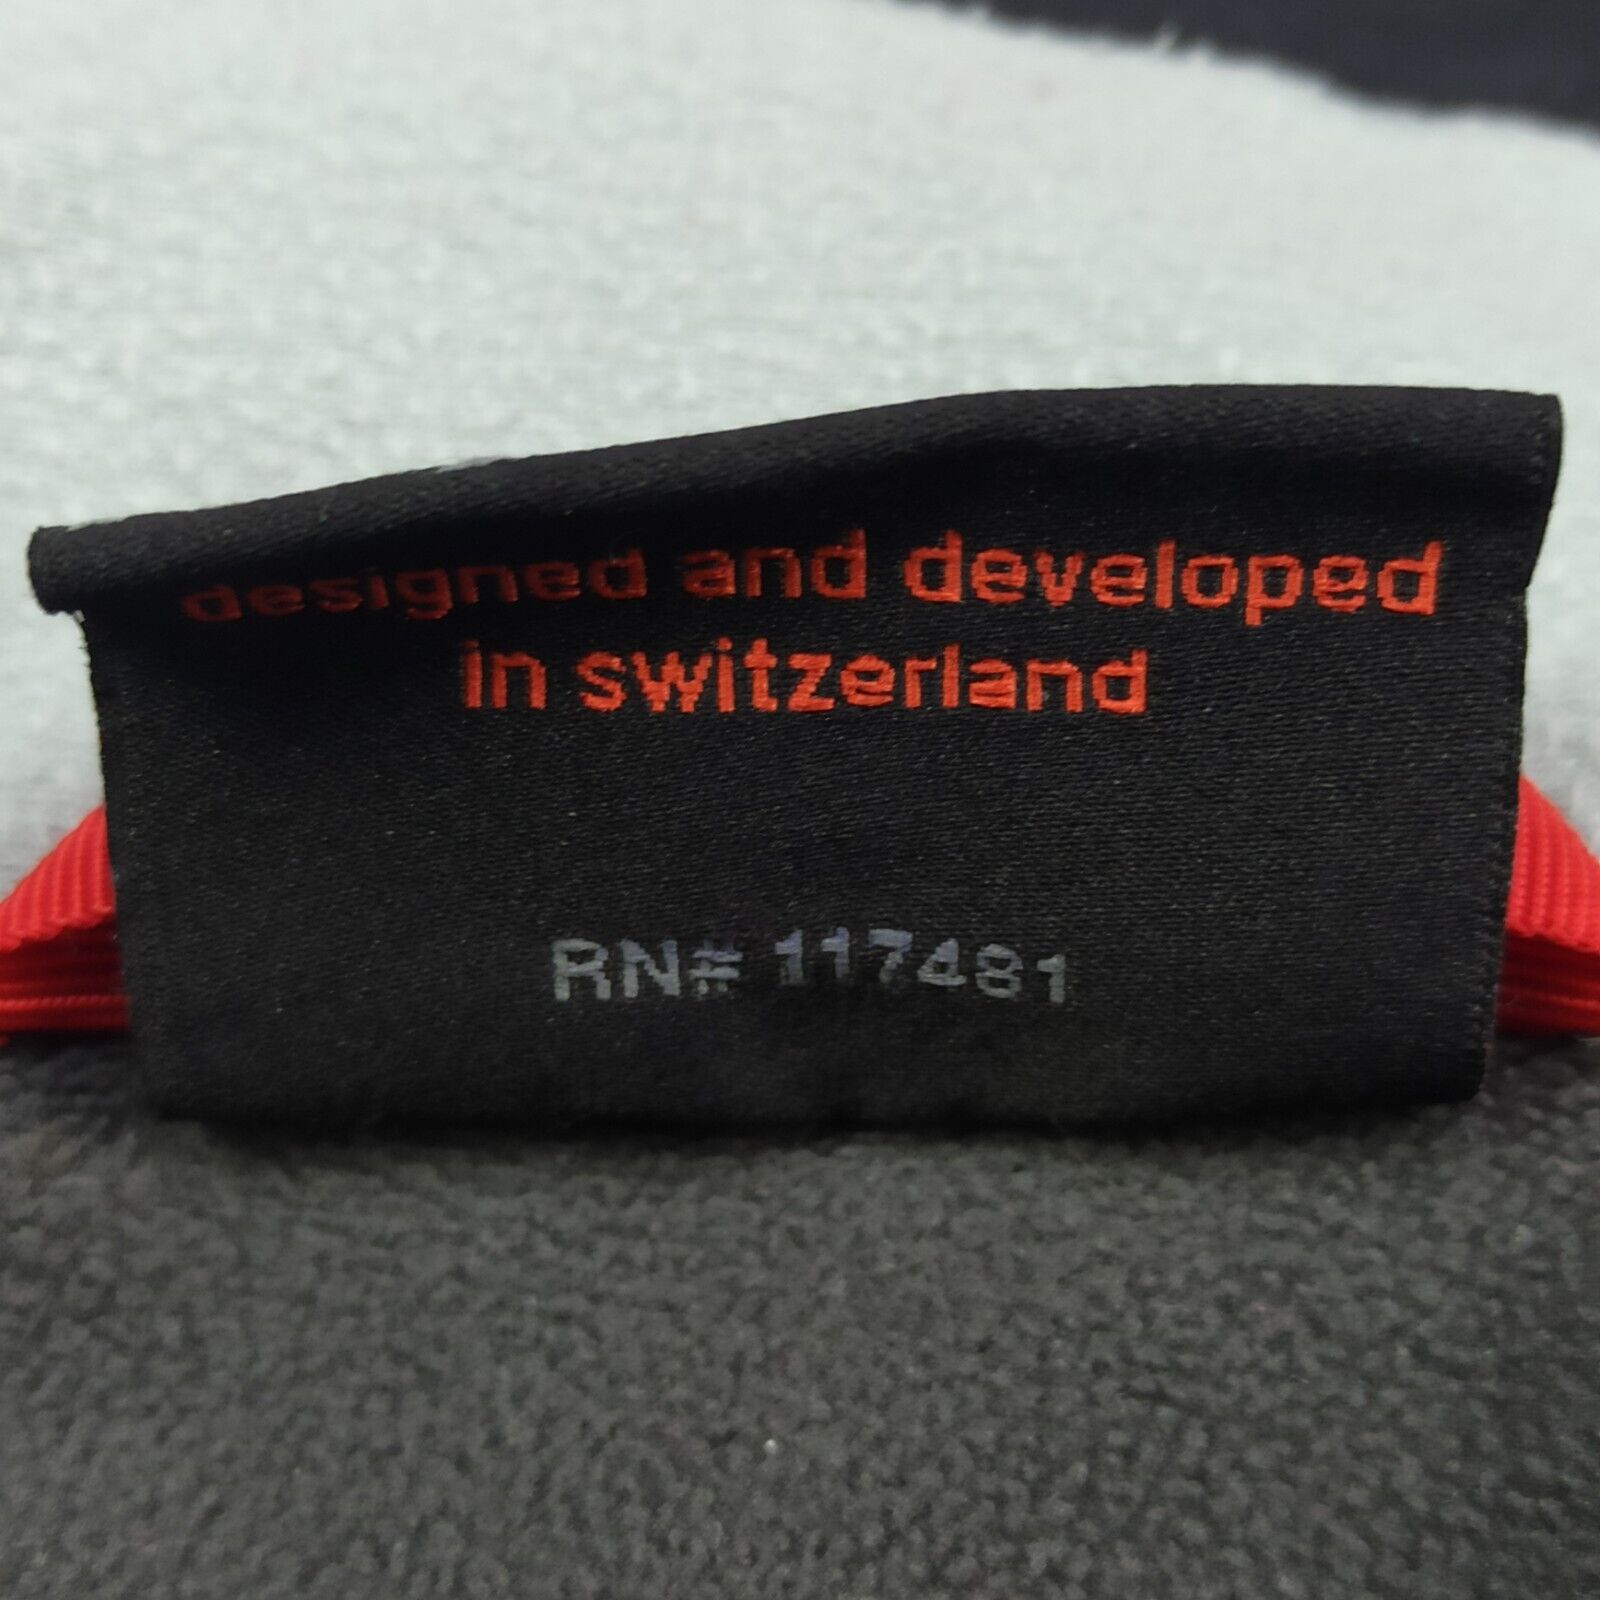 designed and developed
in switzerland
RN# 117481